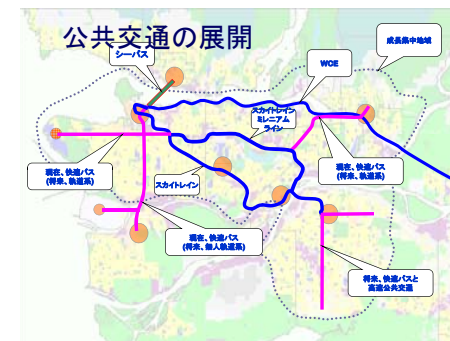 公共交通の展開
シーバス
WCE
成長集中地域
スカイトレイン
ミレニアム
ライン
現在、快速バス
(将来、軌道系)
スカイトレイン
現在、快速バス
(将来、軌道系)
現在、快速バス
(将来、無人軌道系)
将来、快速バスと
高速公共交通